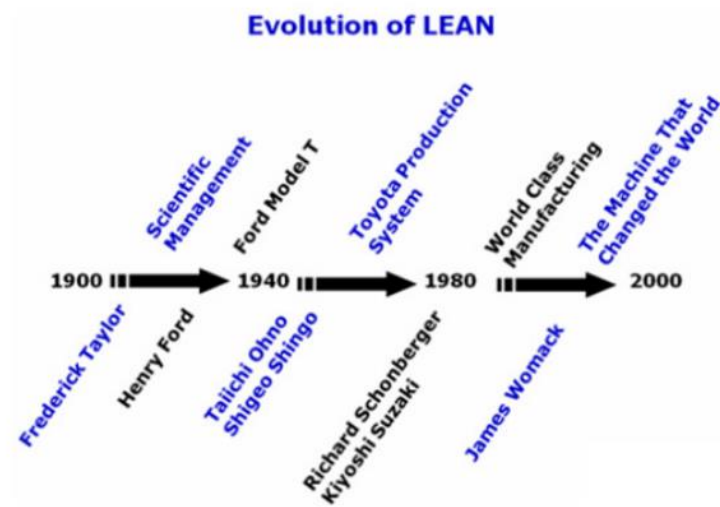 Evolution of LEAN
Scientific
Management
Ford Model T
Toyota Production
System
World Class
Manufacturing
The Machine That
Changed the World
1900
1940
1980
2000
Frederick Taylor
Henry Ford
Taiichi Ohno
Shigeo Shingo
Richard Schonberger
Kiyoshi Suzaki
James Womack